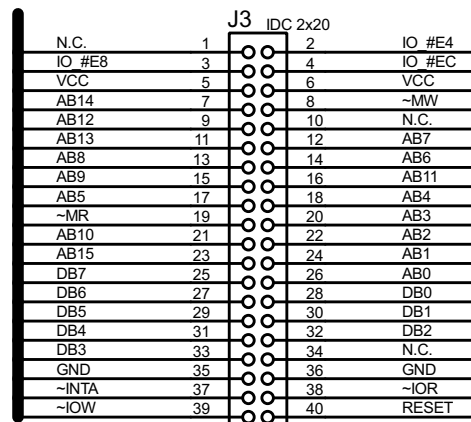 J3 IDC 2x20
N.C. 1 2 IO_#E4
IO_#E8 3 4 IO_#EC
VCC 5 6 VCC
AB14 7 8 ~MW
AB12 9 10 N.C.
AB13 11 12 AB7
AB8 13 14 AB6
AB9 15 16 AB11
AB5 17 18 AB4
~MR 19 20 AB3
AB10 21 22 AB2
AB15 23 24 AB1
DB7 25 26 AB0
DB6 27 28 DB0
DB5 29 30 DB1
DB4 31 32 DB2
DB3 33 34 N.C.
GND 35 36 GND
~INTA 37 38 ~IOR
~IOW 39 40 RESET